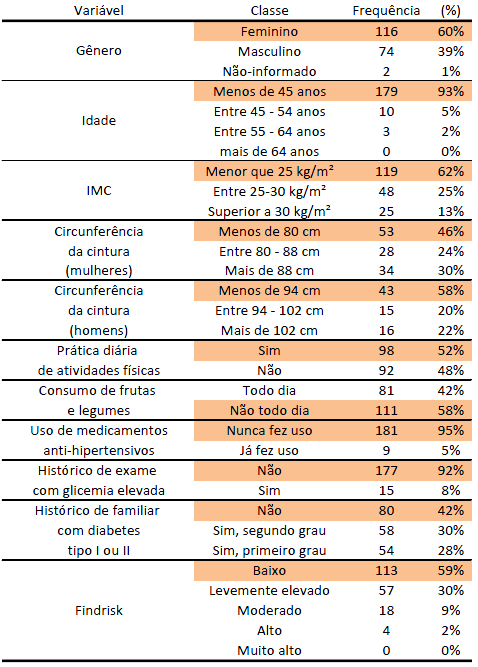 Variável Classe Frequência (%)
Gênero
Feminino 116 60%
Masculino 74 39%
Não-informado 2 1%
Idade
Menos de 45 anos 179 93%
Entre 45 - 54 anos 10 5%
Entre 55 - 64 anos 3 2%
mais de 64 anos 0 0%
IMC
Menor que 25 kg/m² 119 62%
Entre 25-30 kg/m² 48 25%
Superior a 30 kg/m² 25 13%
Circunferência Menos de 80 cm 53 46%
da cintura Entre 80 - 88 cm 28 24%
(mulheres) Mais de 88 cm 34 30%
Circunferência Menos de 94 cm 43 58%
da cintura Entre 94 - 102 cm 15 20%
(homens) Mais de 102 cm 16 22%
Prática diária Sim 98 52%
de atividades físicas Não 92 48%
Consumo de frutas Todo dia 81 42%
e legumes Não todo dia 111 58%
Uso de medicamentos Nunca fez uso 181 95%
anti-hipertensivos Já fez uso 9 5%
Histórico de exame Não 177 92%
com glicemia elevada Sim 15 8%
Histórico de familiar Não 80 42%
com diabetes Sim, segundo grau 58 30%
tipo I ou II Sim, primeiro grau 54 28%
Findrisk
Baixo 113 59%
Levemente elevado 57 30%
Moderado 18 9%
Alto 4 2%
Muito alto 0 0%